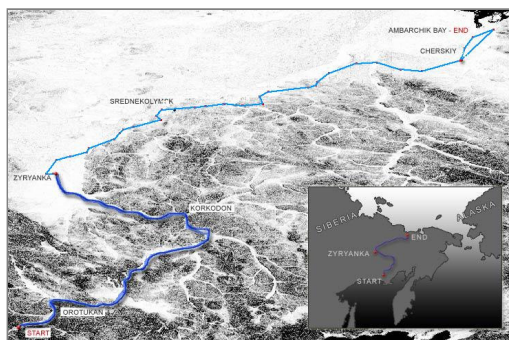 AMBARCHIK BAY - END
CHERSKIY
SREDNEKOLYMSK
ZYRYANKA
KORKODON
SIBERIA
ALASKA
END
ZYRYANKA
START
OROTUKAN
START